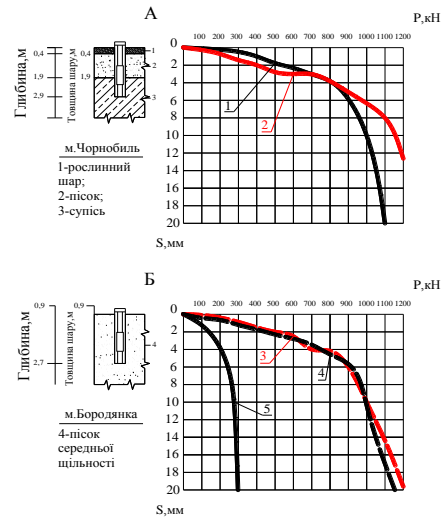 А
Р,кН
Глибина,м
0,4
1,9
2,9
Товщина шару,м
0,4
1,9
1
2
3
м.Чорнобиль
1-рослинний
шар;
2-пісок;
3-супісь
100 200 300 400 500 600 700 800 900 1000 1100 1200
0
2
4
6
8
10
12
14
16
18
20
S,мм
1
2
Б
Р,кН
Глибина,м
0,9
2,7
Товщина шару,м
0,9
4
м.Бородянка
4-пісок
середньої
щільності
100 200 300 400 500 600 700 800 900 1000 1100 1200
0
2
4
6
8
10
12
14
16
18
20
S,мм
3
4
5